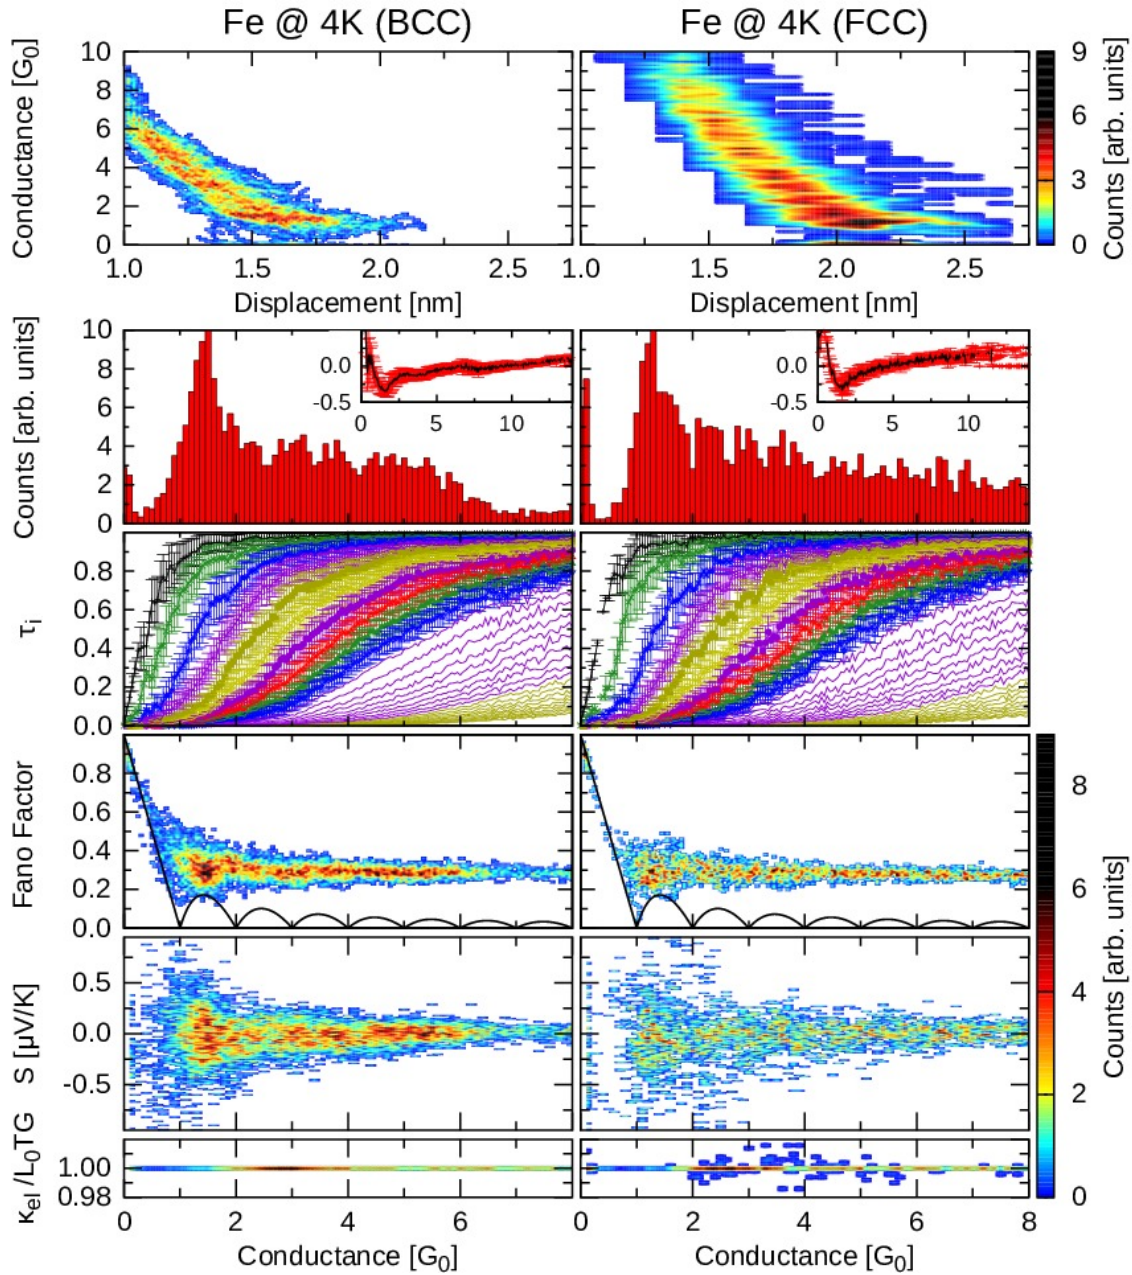 Fe @ 4K (BCC) Fe @ 4K (FCC)
10 8 6 4 2 0
Conductance [G₀]
9 6 3 0
Counts [arb. units]
1.0 1.5 2.0 2.5 1.0 1.5 2.0 2.5
Displacement [nm] Displacement [nm]
10 8 6 4 2 0
Counts [arb. units]
0.0 -0.5 0 5 10
0.0 -0.5 0 5 10
0.8 0.6 0.4 0.2 0.0
τᵢ
0.8 0.6 0.4 0.2 0.0
Fano Factor
8 6 4 2 0
Counts [arb. units]
0.5 0.0 -0.5
S [μV/K]
1.00 0.98
κₑₗ /L₀TG
0 2 4 6 0 2 4 6 8
Conductance [G₀] Conductance [G₀]